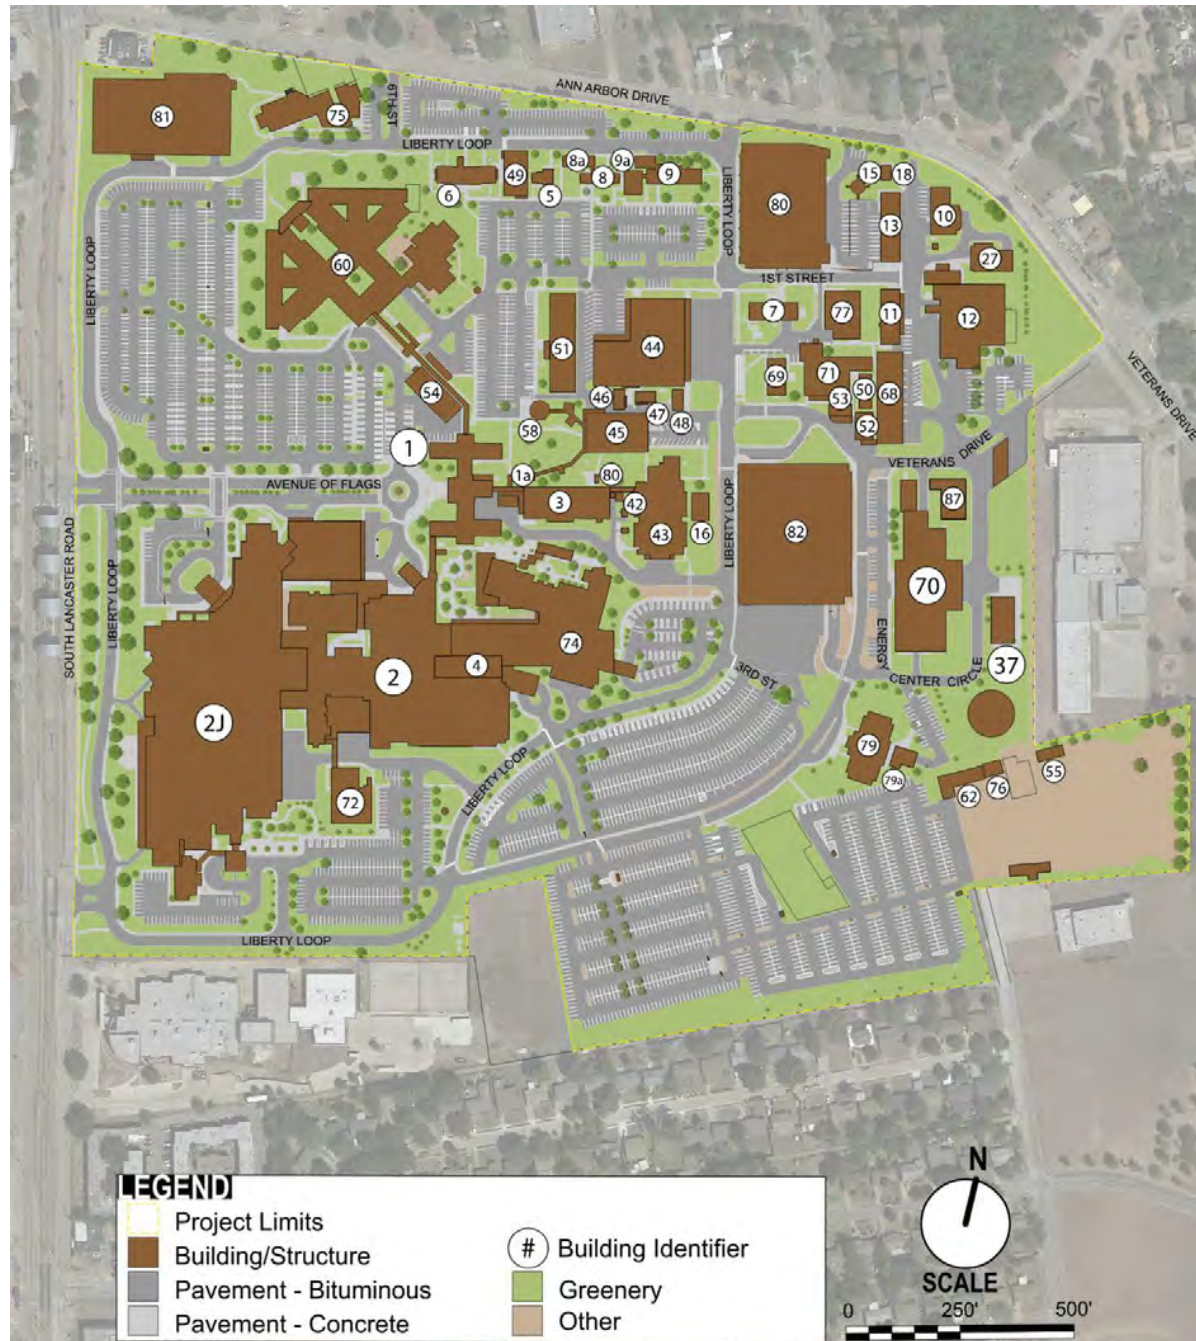 ANN ARBOR DRIVE
6TH ST
81
75
LIBERTY LOOP
8a
9a
49
8
9
6
5
15
18
80
13
10
LIBERTY LOOP
27
60
1ST STREET
LIBERTY LOOP
7
77
11
12
51
44
VETERANS DRIVE
69
71
50
68
54
46
47
53
48
58
45
52
1
VETERANS DRIVE
1a
80
AVENUE OF FLAGS
3
42
43
16
LIBERTY LOOP
82
87
SOUTH LANCASTER ROAD
LIBERTY LOOP
70
ENERGY CENTER CIRCLE
74
4
2
37
3RD ST
2J
79
55
79a
62
76
LIBERTY LOOP
72
LIBERTY LOOP
LEGEND
Project Limits
Building/Structure
Pavement - Bituminous
Pavement - Concrete
# Building Identifier
Greenery
Other
N
SCALE
0 250' 500'